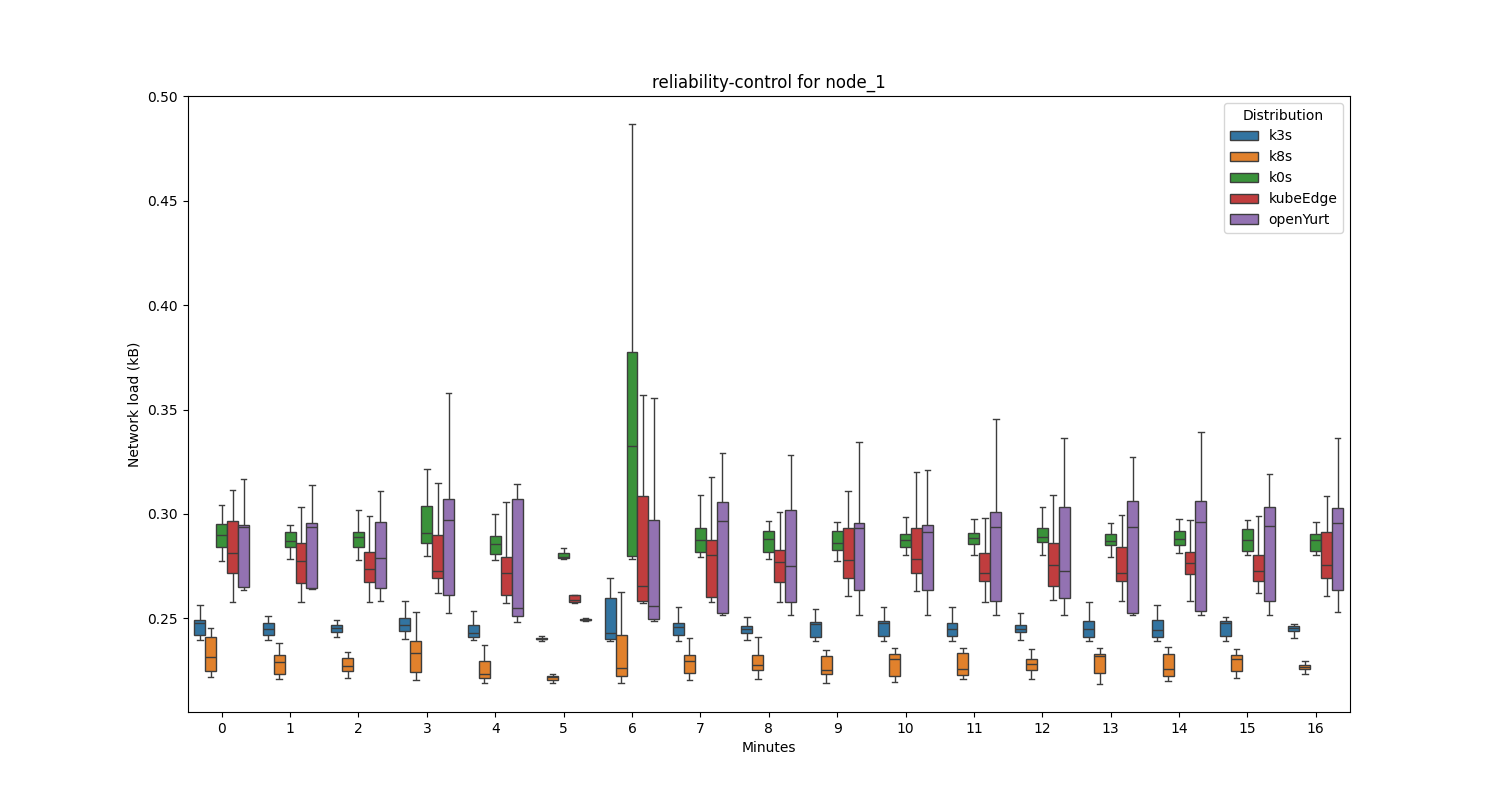 reliability-control for node_1
Network load (kB)
0.50
0.45
0.40
0.35
0.30
0.25
Distribution
k3s
k8s
k0s
kubeEdge
openYurt
0 1 2 3 4 5 6 7 8 9 10 11 12 13 14 15 16
Minutes